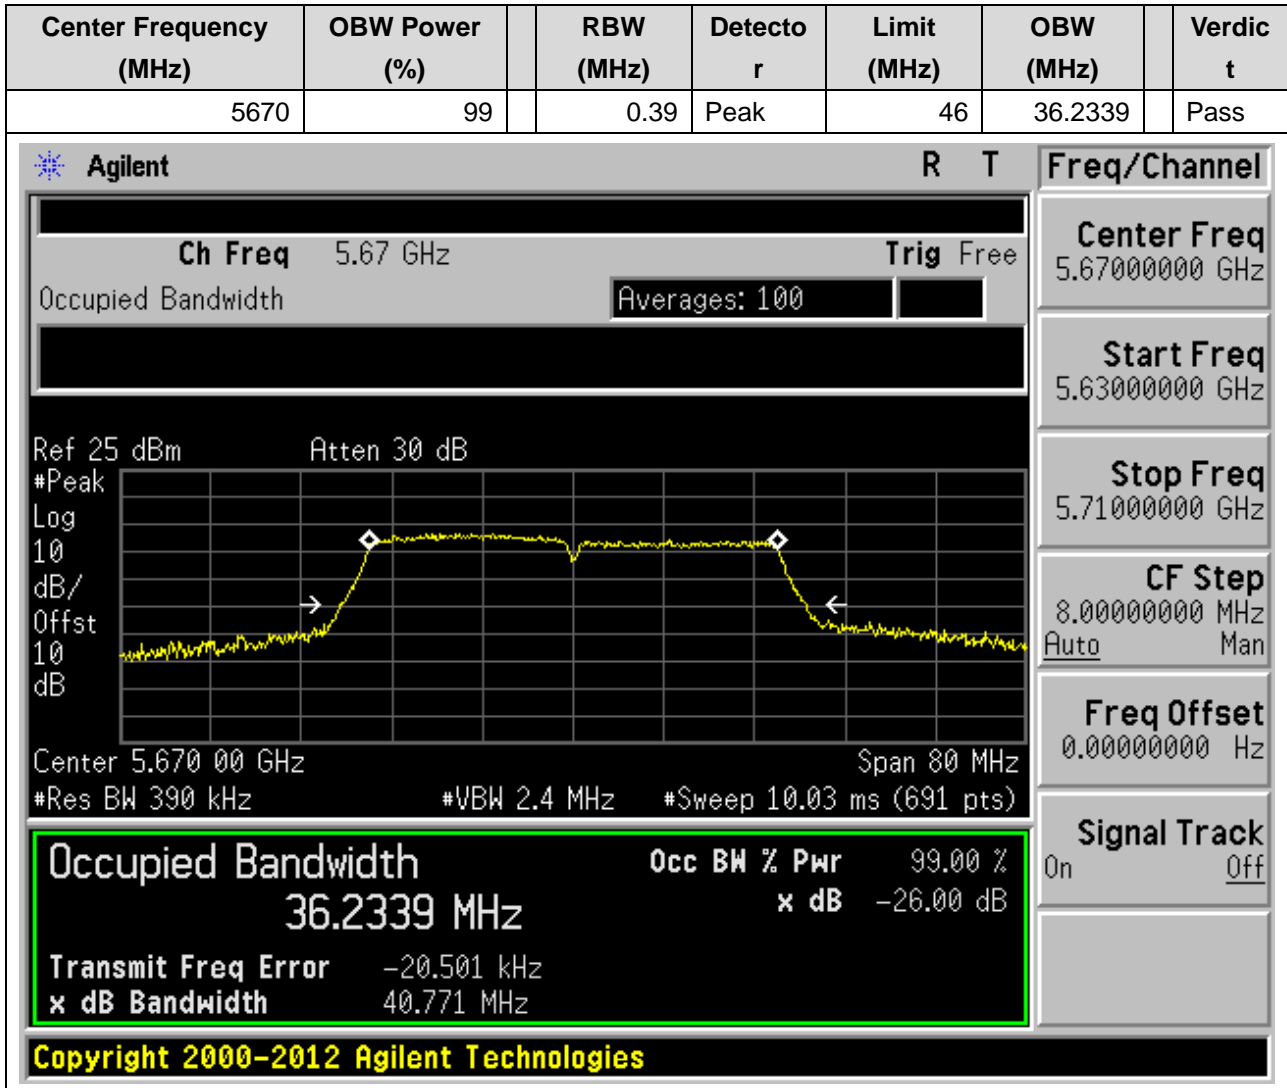 Center Frequency OBW Power RBW Detecto Limit OBW Verdic
(MHz) (%) (MHz) r (MHz) (MHz) t
5670 99 0.39 Peak 46 36.2339 Pass
Agilent R T Freq/Channel
Ch Freq 5.67 GHz Trig Free
Occupied Bandwidth Averages: 100
Center Freq
5.67000000 GHz
Start Freq
5.63000000 GHz
Stop Freq
5.71000000 GHz
CF Step
8.00000000 MHz
Auto Man
Freq Offset
0.00000000 Hz
Signal Track
On Off
Ref 25 dBm Atten 30 dB
#Peak
Log
10
dB/
Offst
10
dB
Center 5.670 00 GHz Span 80 MHz
#Res BW 390 kHz #VBW 2.4 MHz #Sweep 10.03 ms (691 pts)
Occupied Bandwidth Occ BW % Pwr 99.00 %
36.2339 MHz x dB -26.00 dB
Transmit Freq Error -20.501 kHz
x dB Bandwidth 40.771 MHz
Copyright 2000-2012 Agilent Technologies